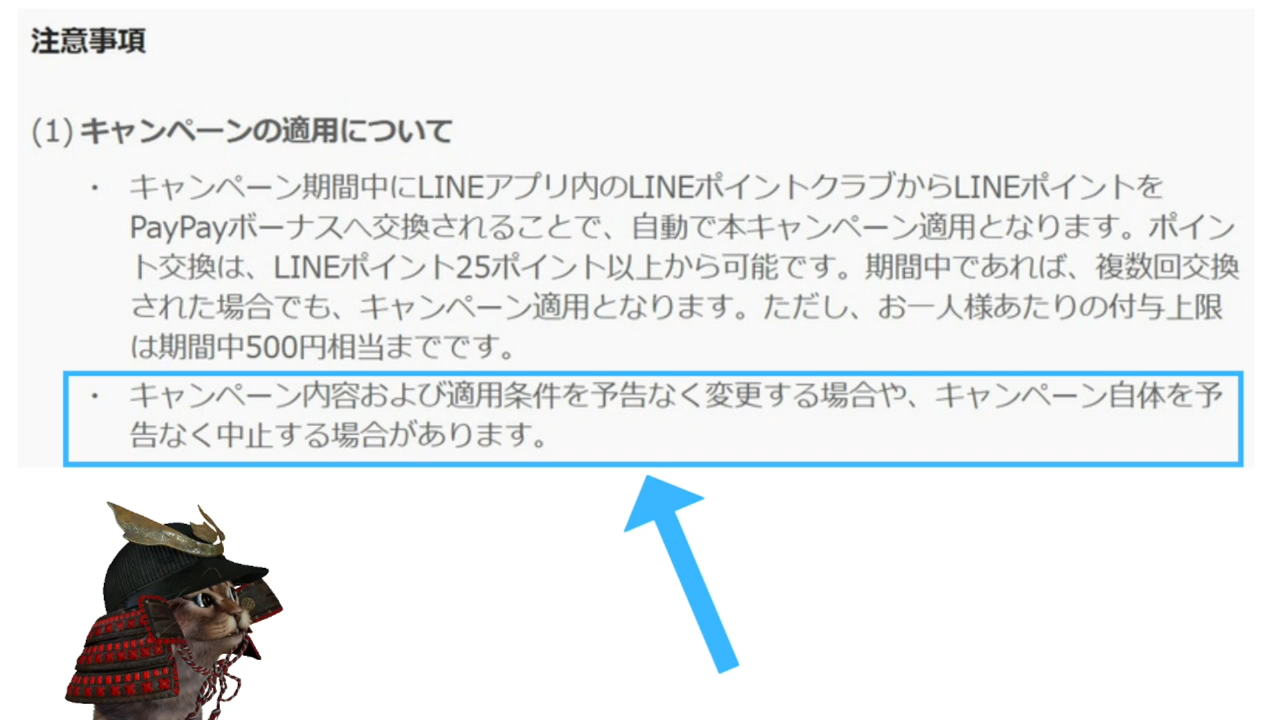 注意事項
(1) キャンペーンの適用について
・ キャンペーン期間中にLINEアプリ内のLINEポイントクラブからLINEポイントを
PayPayボーナスへ交換されることで、自動で本キャンペーン適用となります。ポイン
ト交換は、LINEポイント25ポイント以上から可能です。期間中であれば、複数回交換
された場合でも、キャンペーン適用となります。ただし、お一人様あたりの付与上限
は期間中500円相当までです。
・ キャンペーン内容および適用条件を予告なく変更する場合や、キャンペーン自体を予
告なく中止する場合があります。